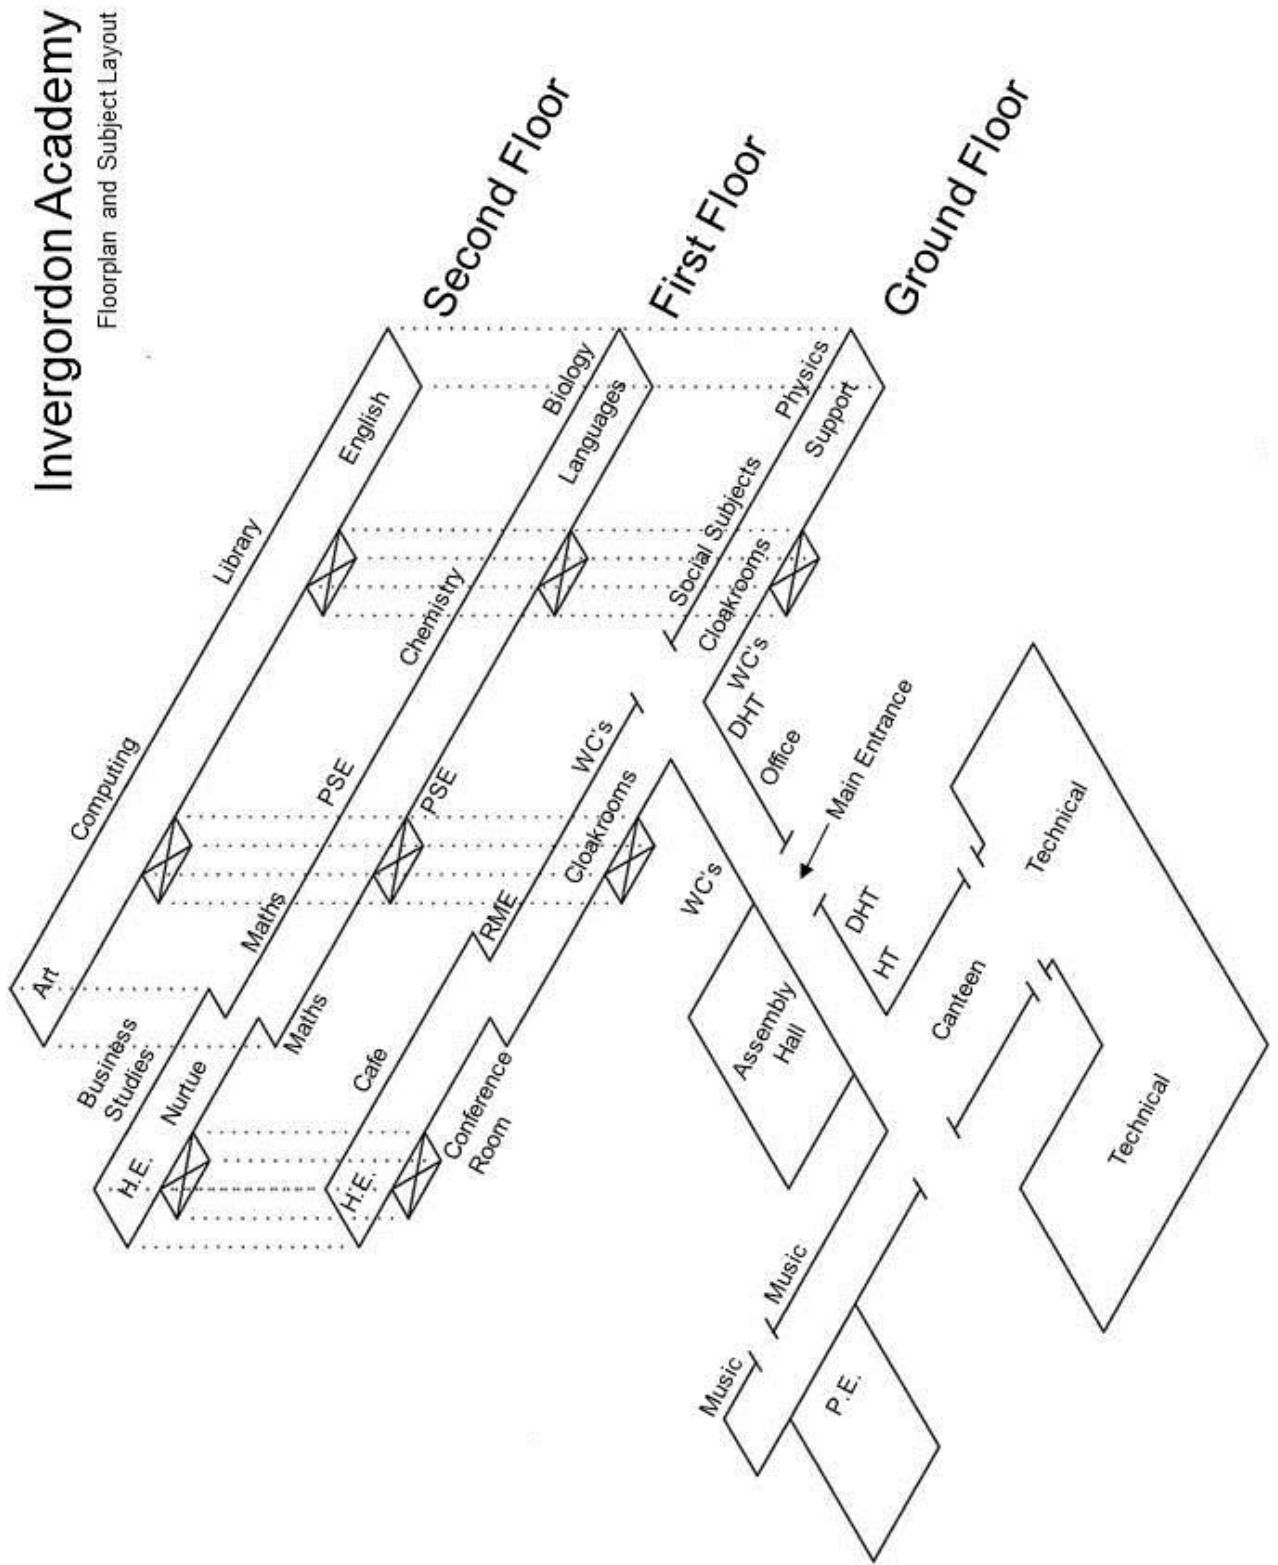 Invergordon Academy
Floorplan and Subject Layout
Second Floor
Art
Computing
Library
English
First Floor
H.E.
Business
Studies
Nurtue
Maths
Maths
PSE
PSE
Chemistry
Biology
Languages
Ground Floor
H.E.
Cafe
Conference
Room
RME
Cloakrooms
WC's
Social Subjects
Physics
Support
Cloakrooms
WC's
DHT
Office
Main Entrance
DHT
HT
WC's
Assembly
Hall
Canteen
Technical
Technical
Music
Music
P.E.